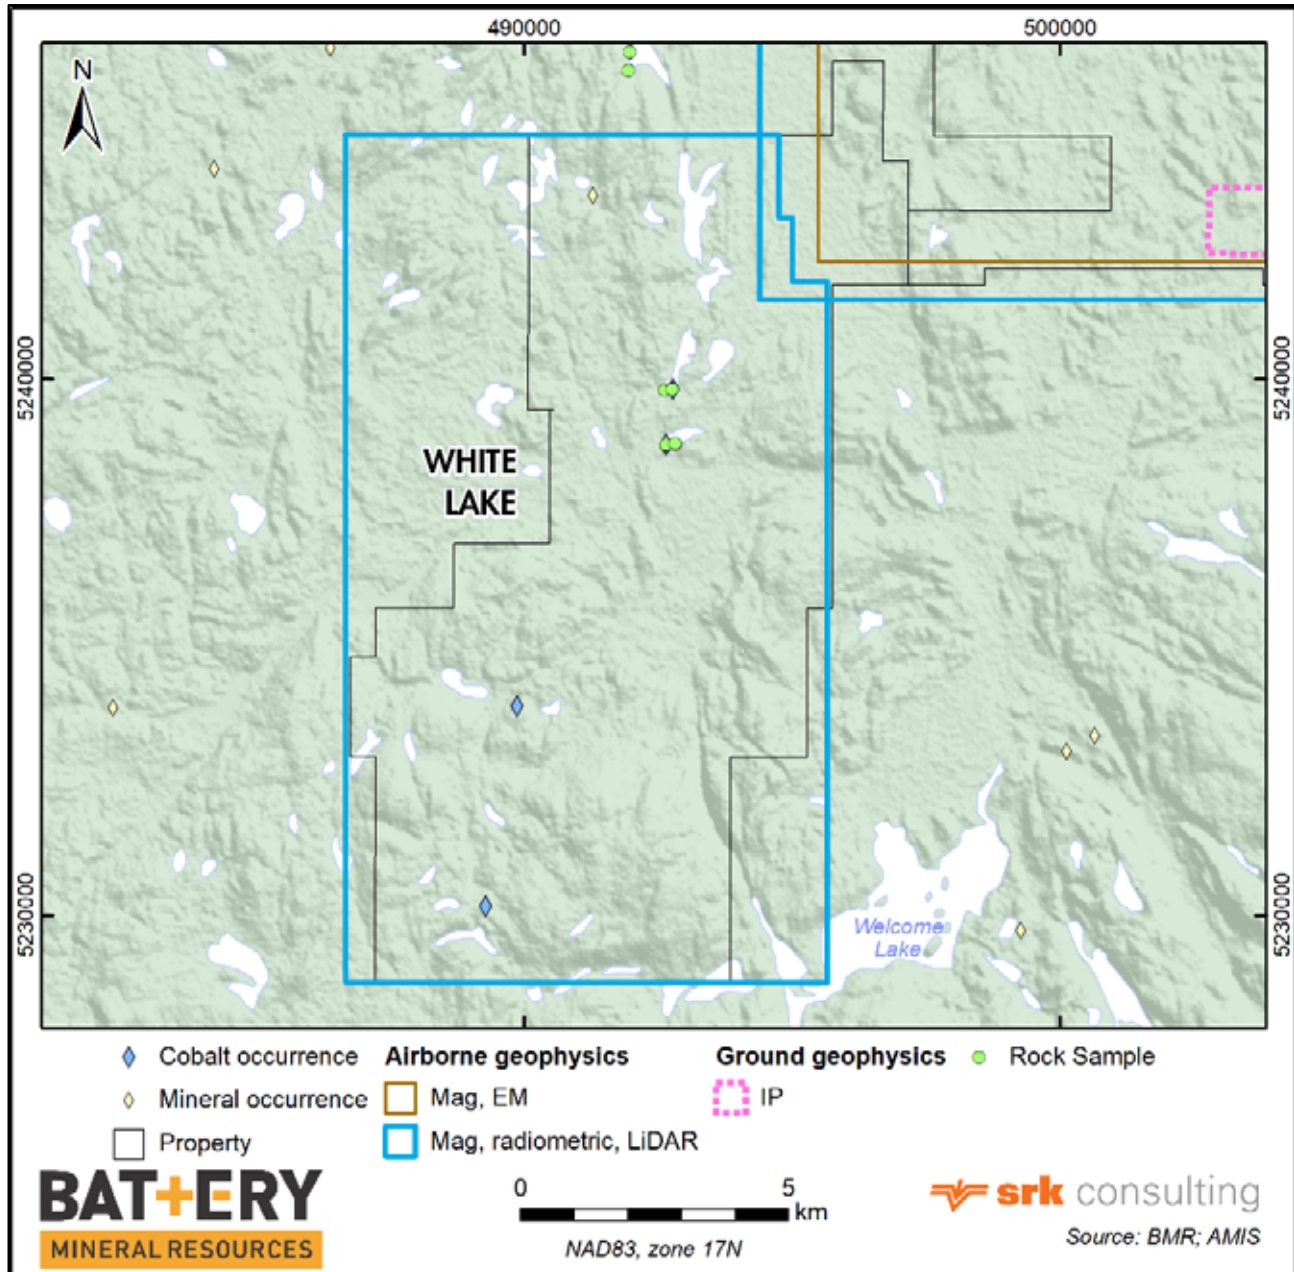 490000
500000
N
5240000
5240000
WHITE
LAKE
5230000
5230000
Welcome
Lake
Cobalt occurrence
Airborne geophysics
Ground geophysics
Rock Sample
Mineral occurrence
Mag, EM
IP
Property
Mag, radiometric, LiDAR
BATTERY
MINERAL RESOURCES
0
5
km
NAD83, zone 17N
srk consulting
Source: BMR; AMIS